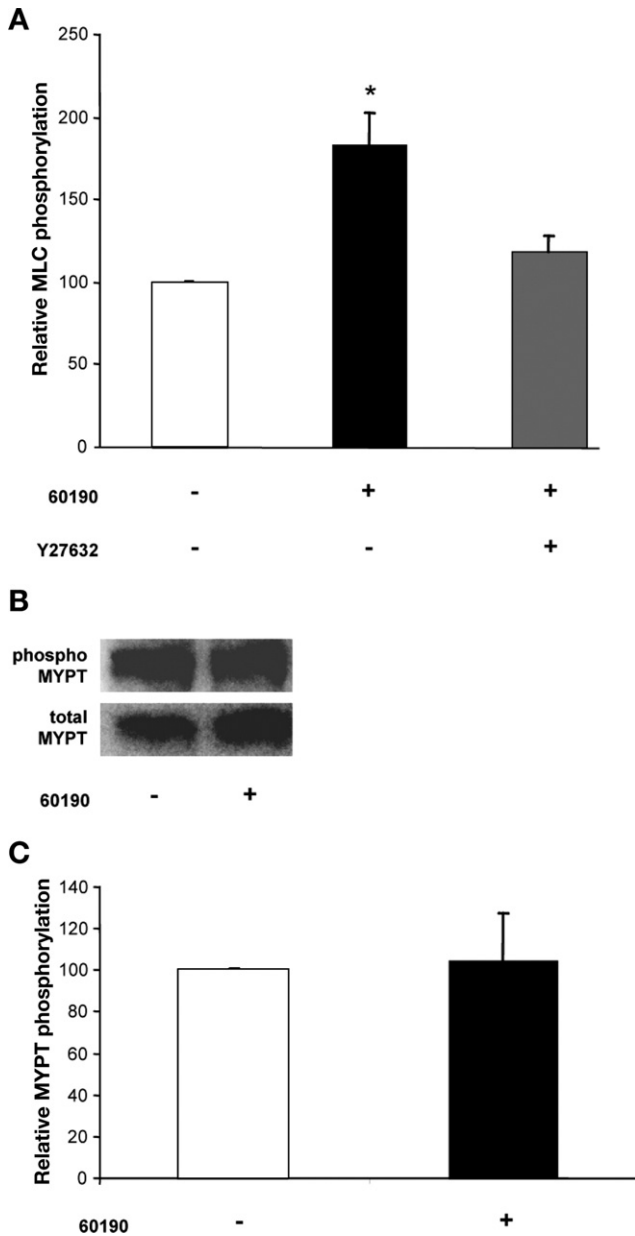 A
250
200
150
100
50
0
Relative MLC phosphorylation
*
60190 - + +
Y27632 - - +
B
phospho
MYPT
total
MYPT
60190 - +
C
140
120
100
80
60
40
20
0
Relative MYPT phosphorylation
60190 - +